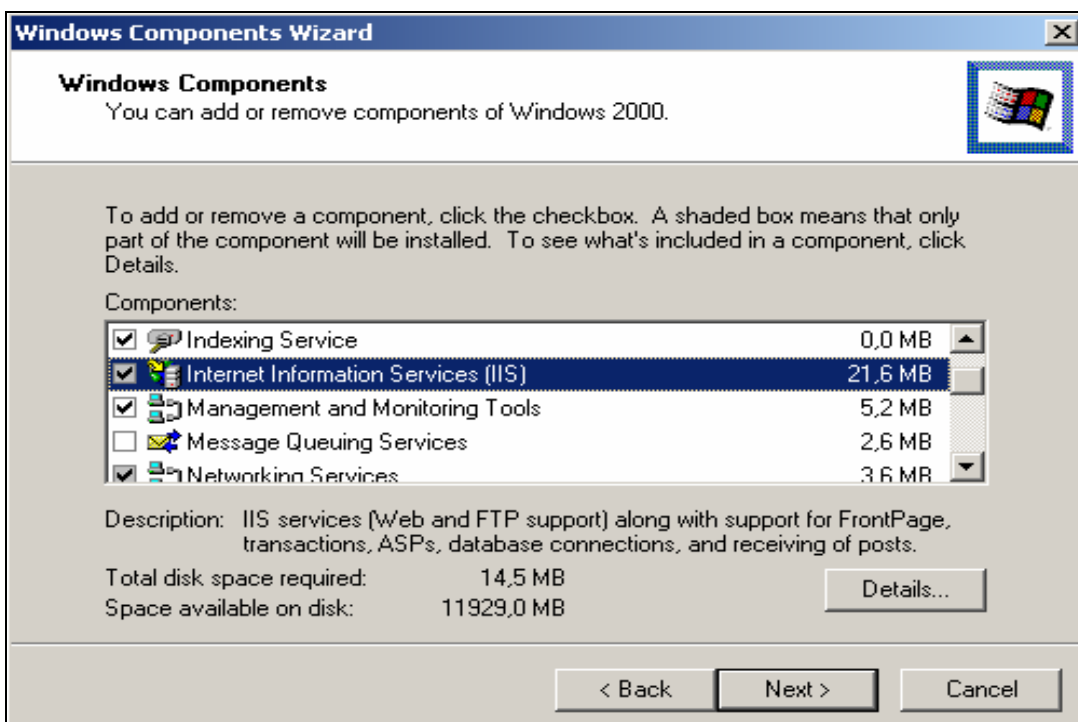 Windows Components Wizard
Windows Components
You can add or remove components of Windows 2000.
To add or remove a component, click the checkbox. A shaded box means that only
part of the component will be installed. To see what's included in a component, click
Details.
Components:
Indexing Service 0,0 MB
Internet Information Services (IIS) 21,6 MB
Management and Monitoring Tools 5,2 MB
Message Queuing Services 2,6 MB
Networking Services 3,6 MB
Description: IIS services (Web and FTP support) along with support for FrontPage,
transactions, ASPs, database connections, and receiving of posts.
Total disk space required: 14,5 MB
Space available on disk: 11929,0 MB
Details...
< Back Next > Cancel